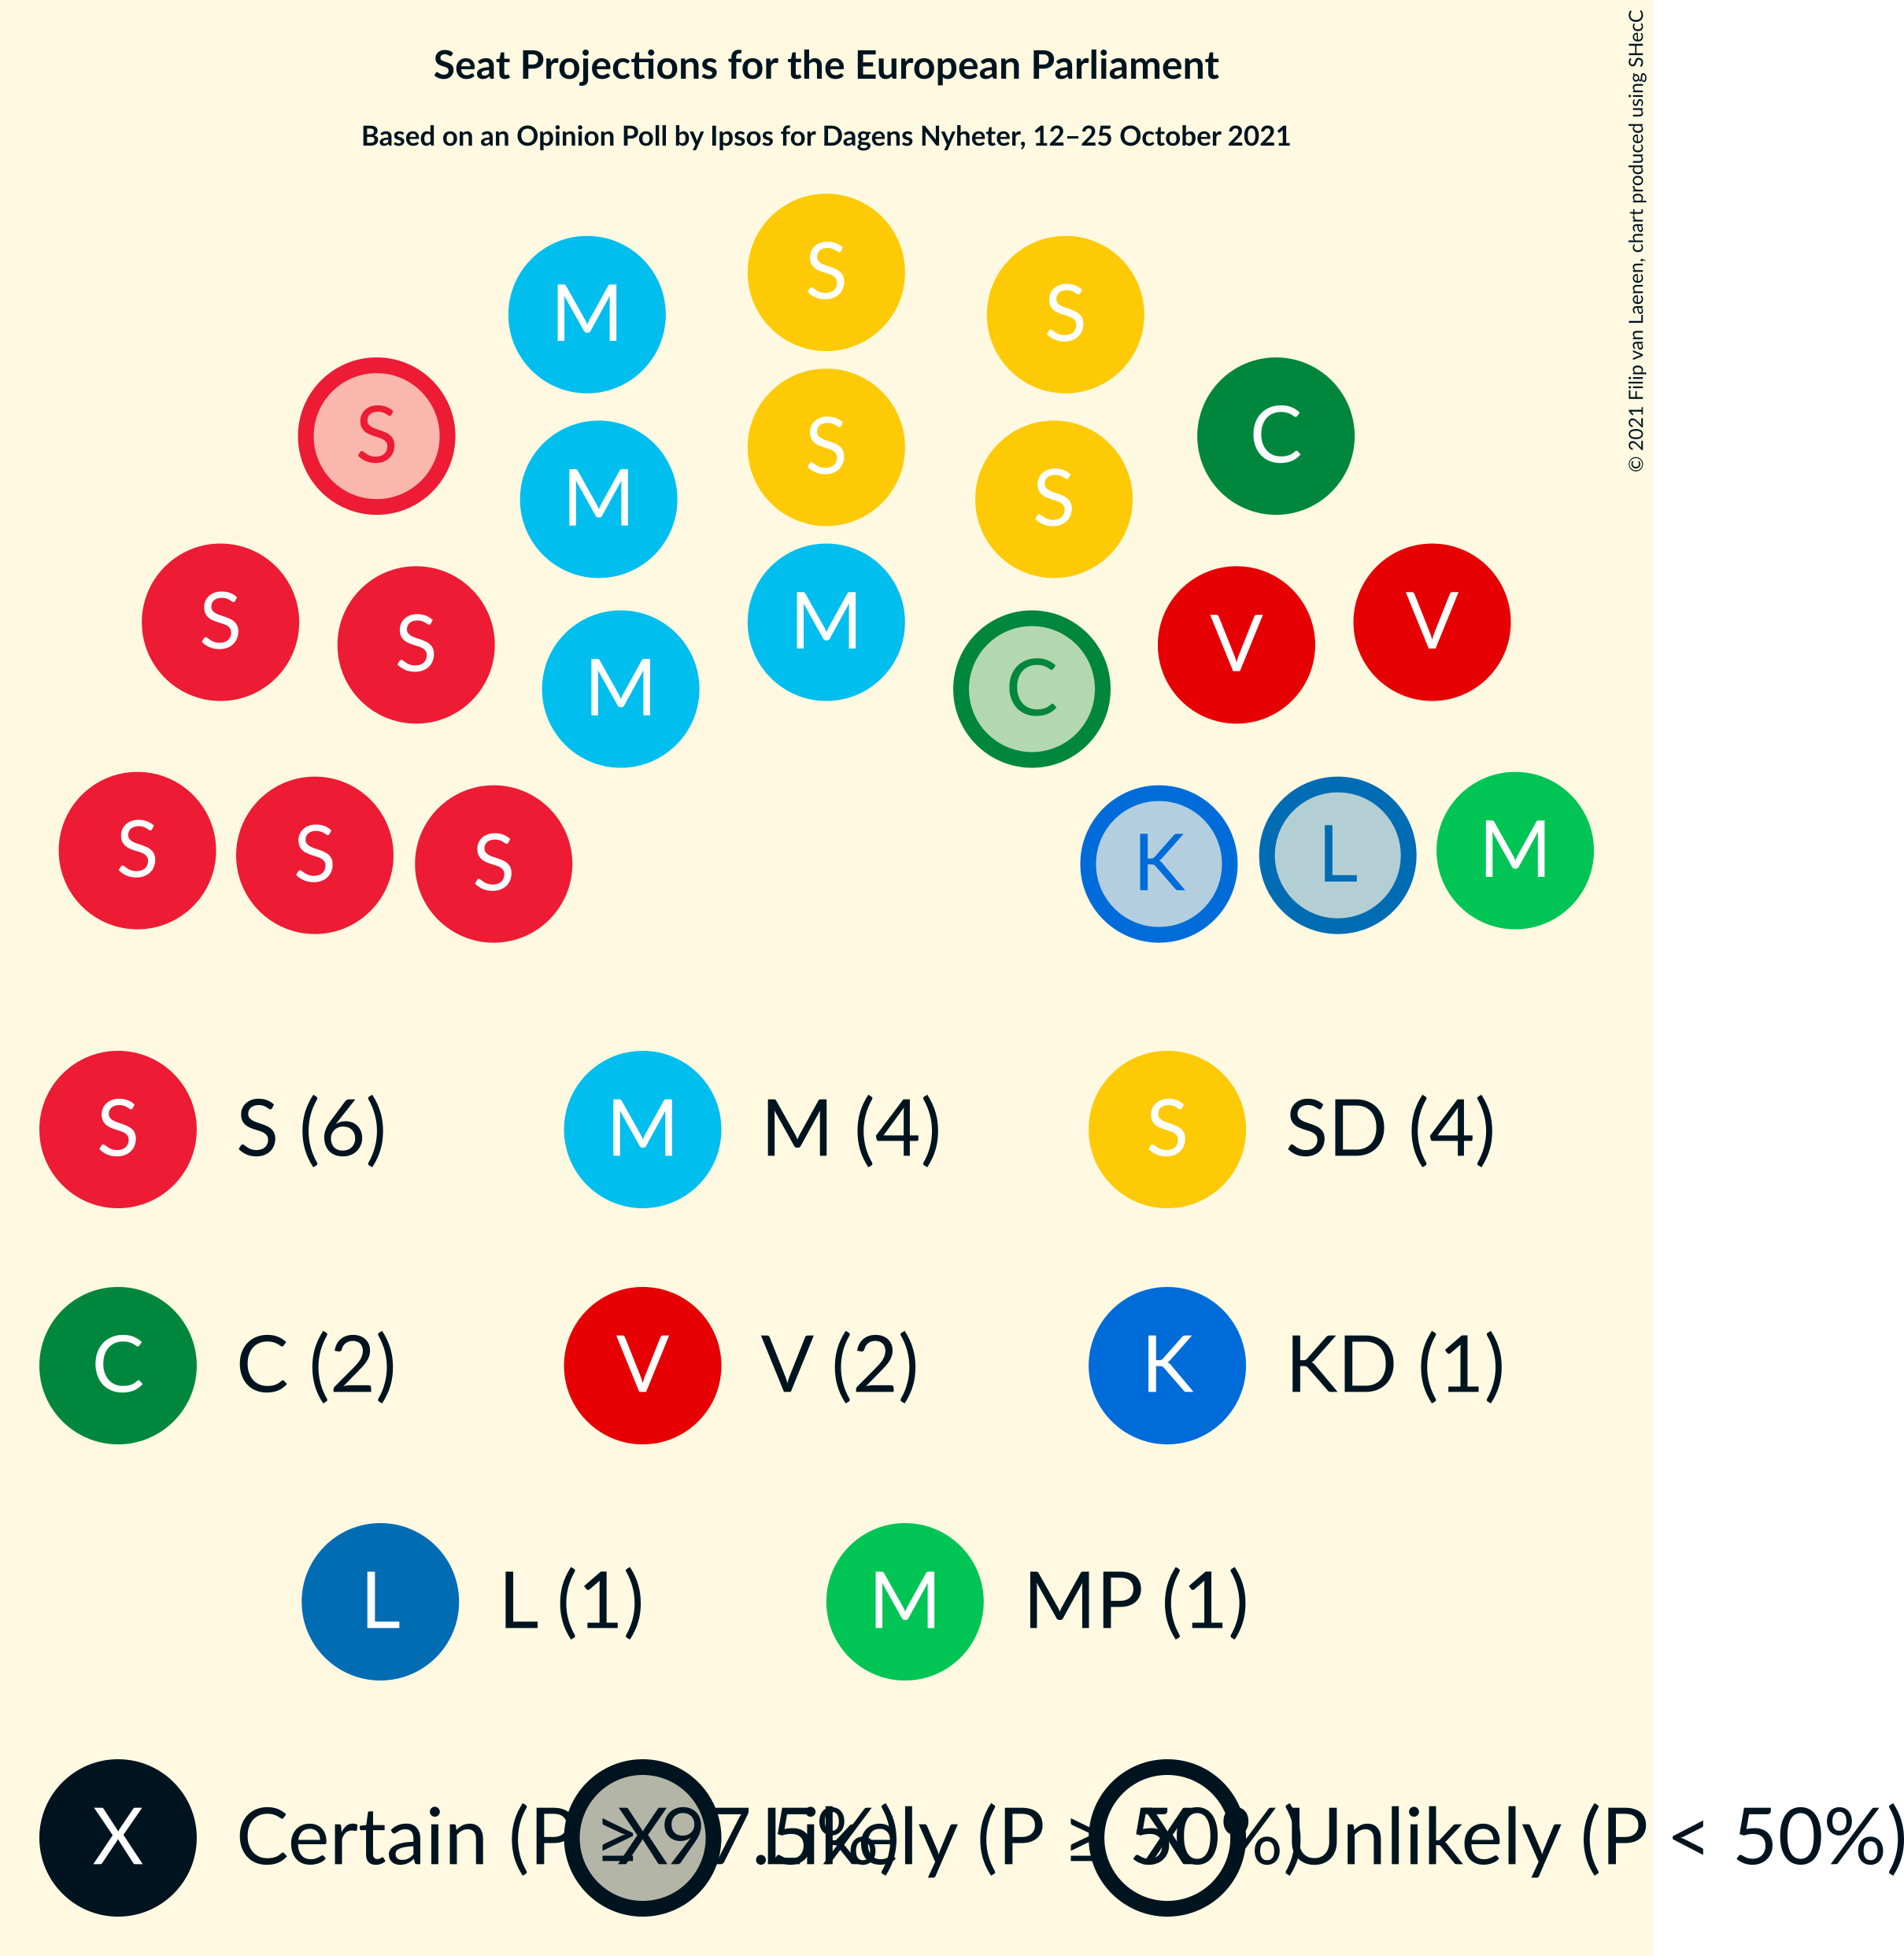 Seat Projections for the European Parliament
Based on an Opinion Poll by Ipsos for Dagens Nyheter, 12–25 October 2021
© 2021 Filip van Laenen, chart produced using SHecC
S
M S
S S C
M S
S M V V
S C
M
S S S K L M
S S (6) M M (4) S SD (4)
C C (2) V V (2) K KD (1)
L L (1) M MP (1)
X Certain (P ≥ 97.5%) X Likely (P ≥ 50%) X Unlikely (P < 50%)